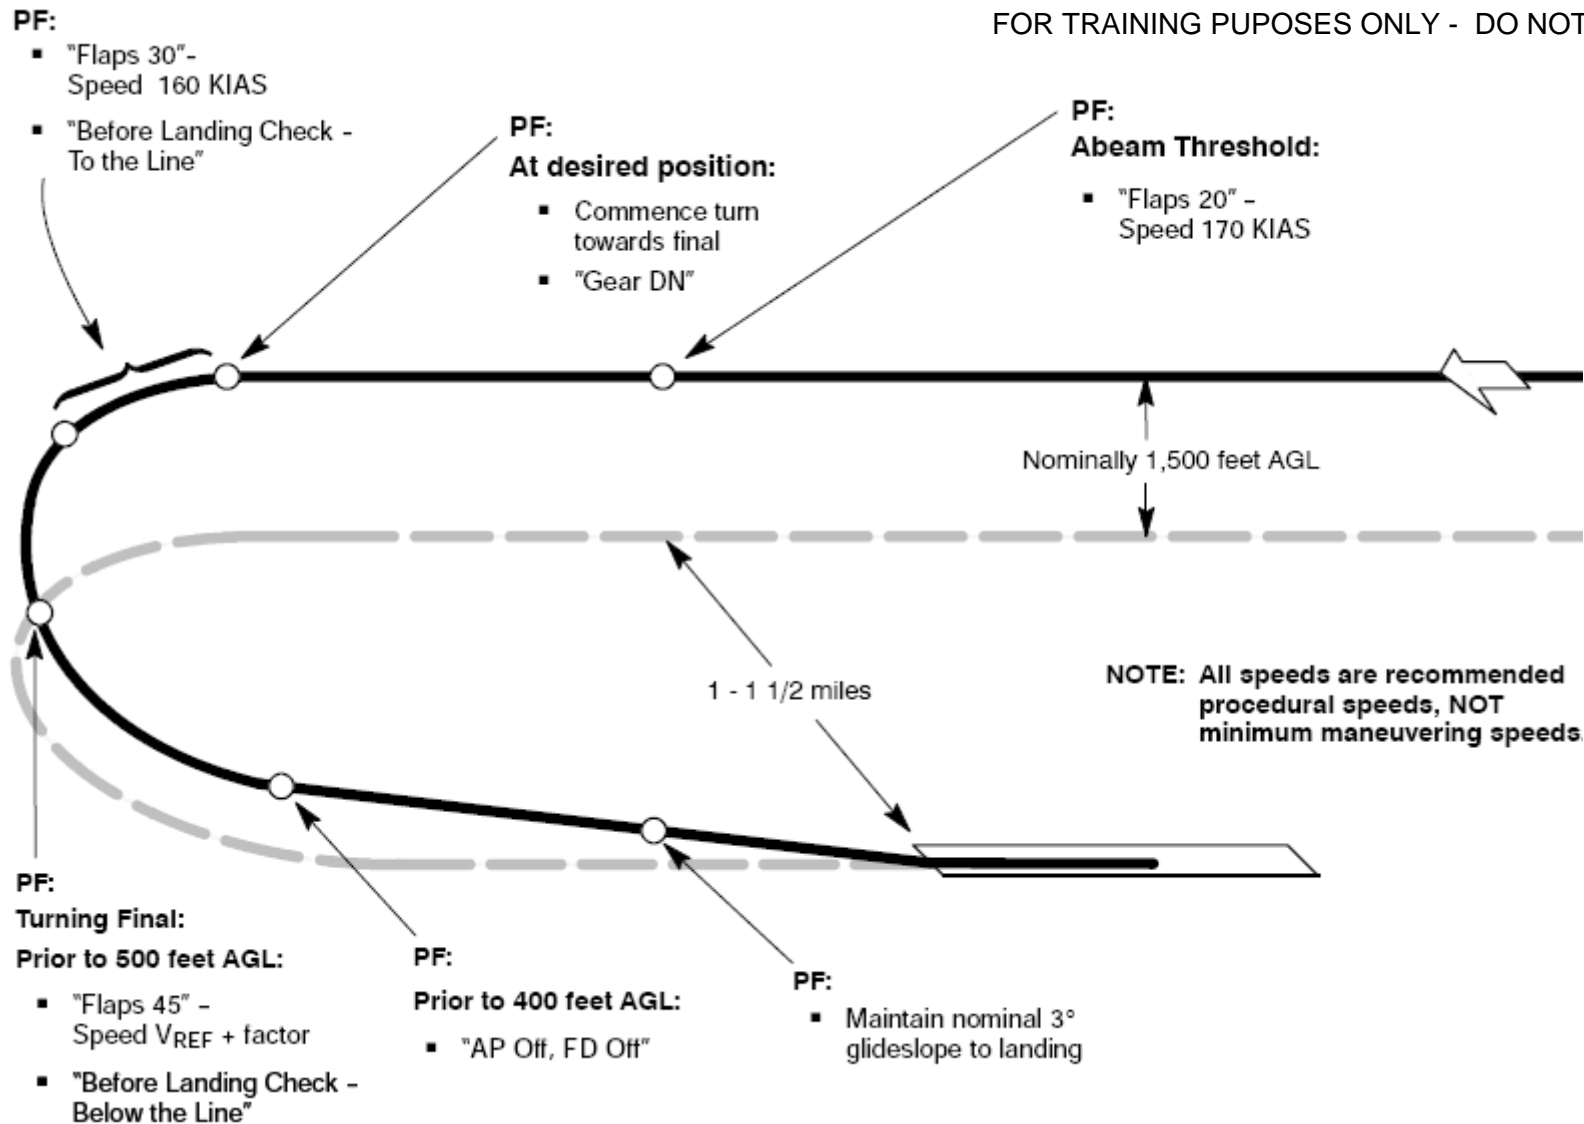 FOR TRAINING PUPOSES ONLY - DO NOT
PF:
▪ "Flaps 30"–
Speed 160 KIAS
▪ "Before Landing Check –
To the Line"
PF:
At desired position:
▪ Commence turn
towards final
▪ "Gear DN"
PF:
Abeam Threshold:
▪ "Flaps 20" –
Speed 170 KIAS
Nominally 1,500 feet AGL
1 - 1 1/2 miles
NOTE: All speeds are recommended
procedural speeds, NOT
minimum maneuvering speeds.
PF:
Turning Final:
Prior to 500 feet AGL:
▪ "Flaps 45" –
Speed VREF + factor
▪ "Before Landing Check –
Below the Line"
PF:
Prior to 400 feet AGL:
▪ "AP Off, FD Off"
PF:
▪ Maintain nominal 3°
glideslope to landing